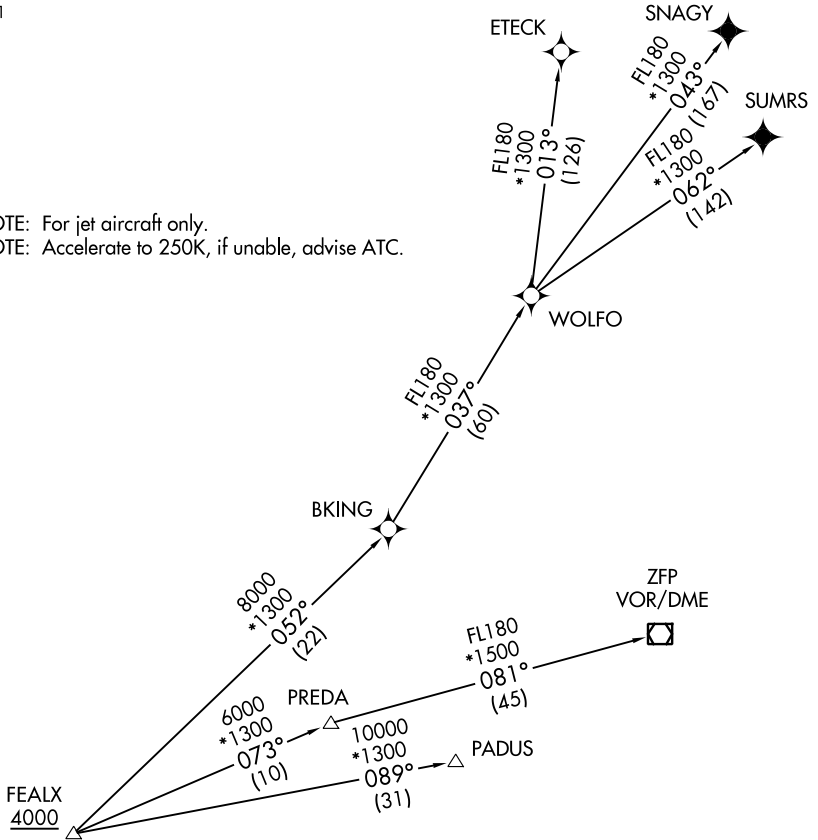 ETECK
SNAGY
SUMRS
FL180
*1300
013°
(126)
FL180
*1300
043°
(167)
FL180
*1300
062°
(142)
OTE: For jet aircraft only.
OTE: Accelerate to 250K, if unable, advise ATC.
WOLFO
FL180
*1300
037°
(60)
BKING
8000
*1300
052°
(22)
ZFP
VOR/DME
FL180
*1500
081°
(45)
PREDA
6000
*1300
073°
(10)
10000
*1300
089°
(31)
PADUS
FEALX
4000